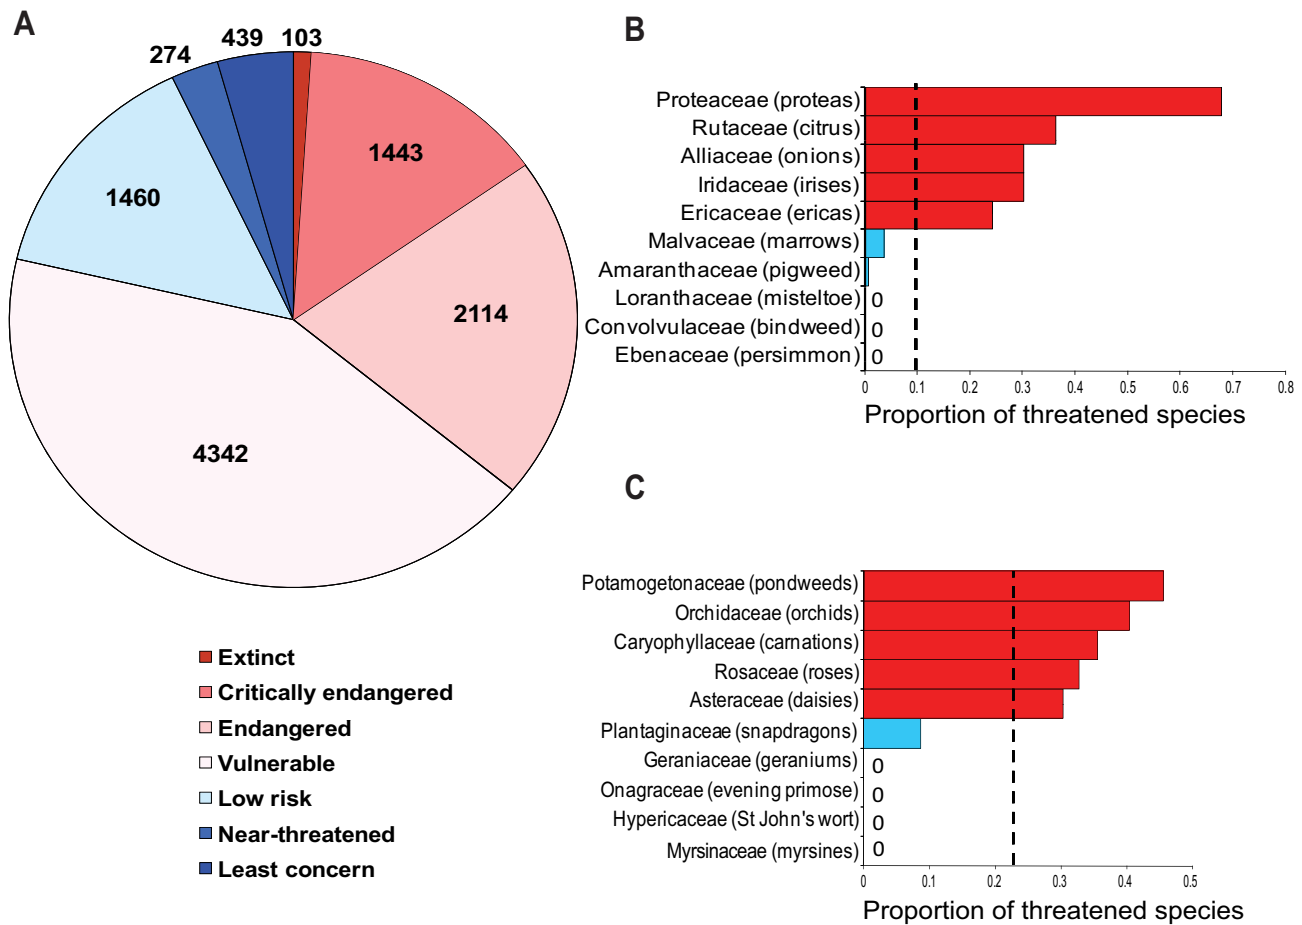 A
274
439
103
1443
1460
2114
4342
Extinct
Critically endangered
Endangered
Vulnerable
Low risk
Near-threatened
Least concern
B
Proteaceae (proteas)
Rutaceae (citrus)
Alliaceae (onions)
Iridaceae (irises)
Ericaceae (ericas)
Malvaceae (marrows)
Amaranthaceae (pigweed)
Loranthaceae (misteltoe) 0
Convolvulaceae (bindweed) 0
Ebenaceae (persimmon) 0
0 0.1 0.2 0.3 0.4 0.5 0.6 0.7 0.8
Proportion of threatened species
C
Potamogetonaceae (pondweeds)
Orchidaceae (orchids)
Caryophyllaceae (carnations)
Rosaceae (roses)
Asteraceae (daisies)
Plantaginaceae (snapdragons)
Geraniaceae (geraniums) 0
Onagraceae (evening primose) 0
Hypericaceae (St John's wort) 0
Myrsinaceae (myrsines) 0
0 0.1 0.2 0.3 0.4 0.5
Proportion of threatened species